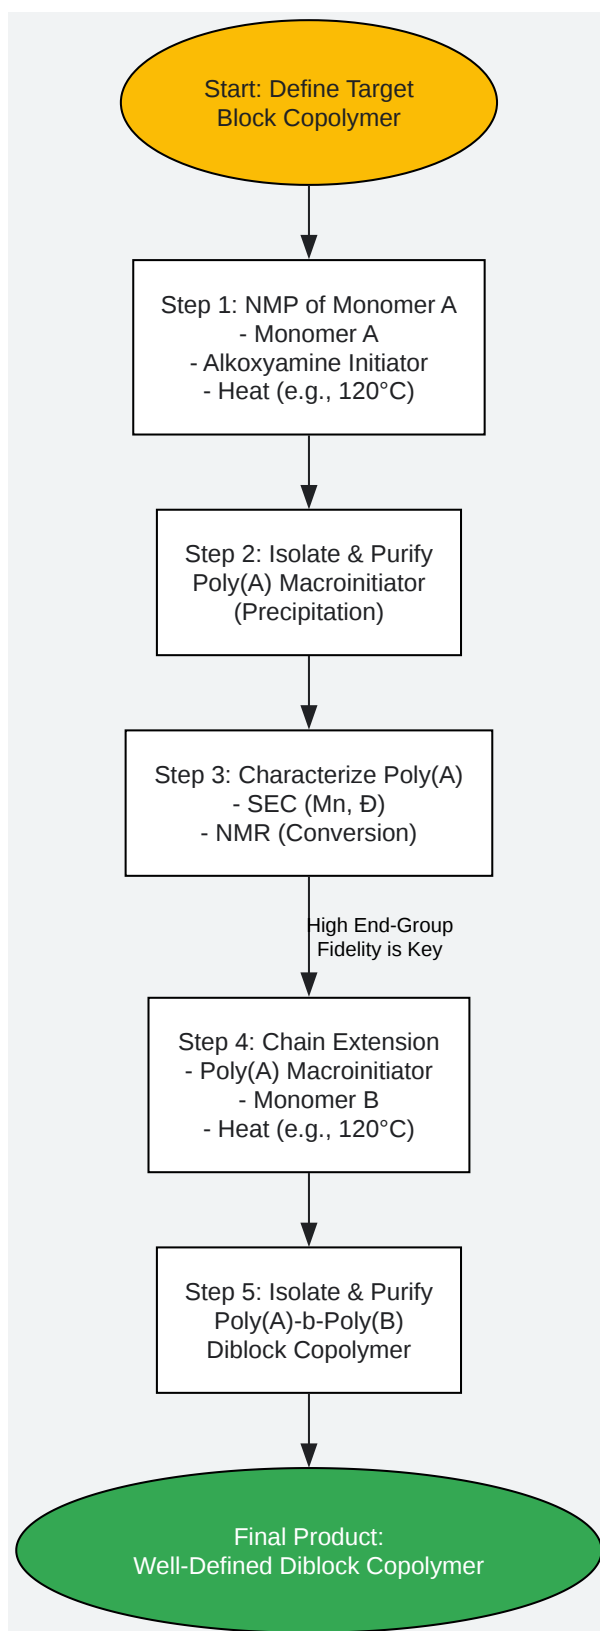 Start: Define Target
Block Copolymer
Step 1: NMP of Monomer A
- Monomer A
- Alkoxyamine Initiator
- Heat (e.g., 120°C)
Step 2: Isolate & Purify
Poly(A) Macroinitiator
(Precipitation)
Step 3: Characterize Poly(A)
- SEC (Mn, Đ)
- NMR (Conversion)
High End-Group
Fidelity is Key
Step 4: Chain Extension
- Poly(A) Macroinitiator
- Monomer B
- Heat (e.g., 120°C)
Step 5: Isolate & Purify
Poly(A)-b-Poly(B)
Diblock Copolymer
Final Product:
Well-Defined Diblock Copolymer